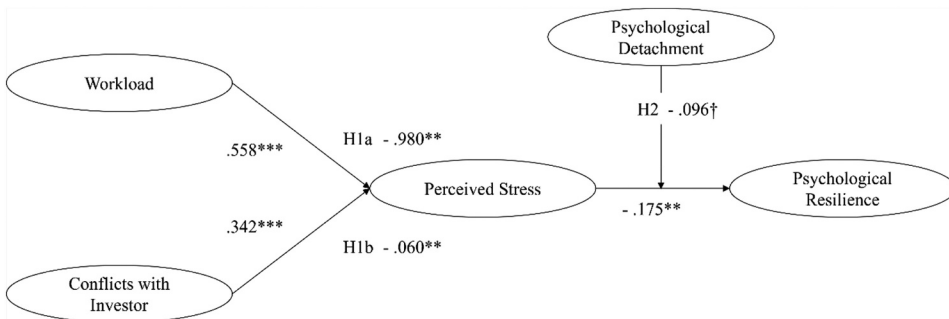 Psychological
Detachment
Workload
H2 - .096†
H1a - .980**
.558***
Perceived Stress
Psychological
Resilience
- .175**
.342***
H1b - .060**
Conflicts with
Investor